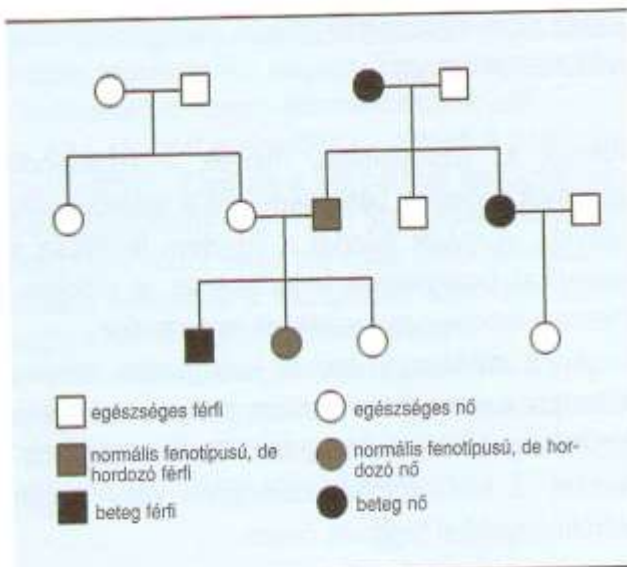 egészséges férfi
egészséges nő
normális fenotípusú, de
hordozó férfi
normális fenotípusú, de hor-
dozó nő
beteg férfi
beteg nő